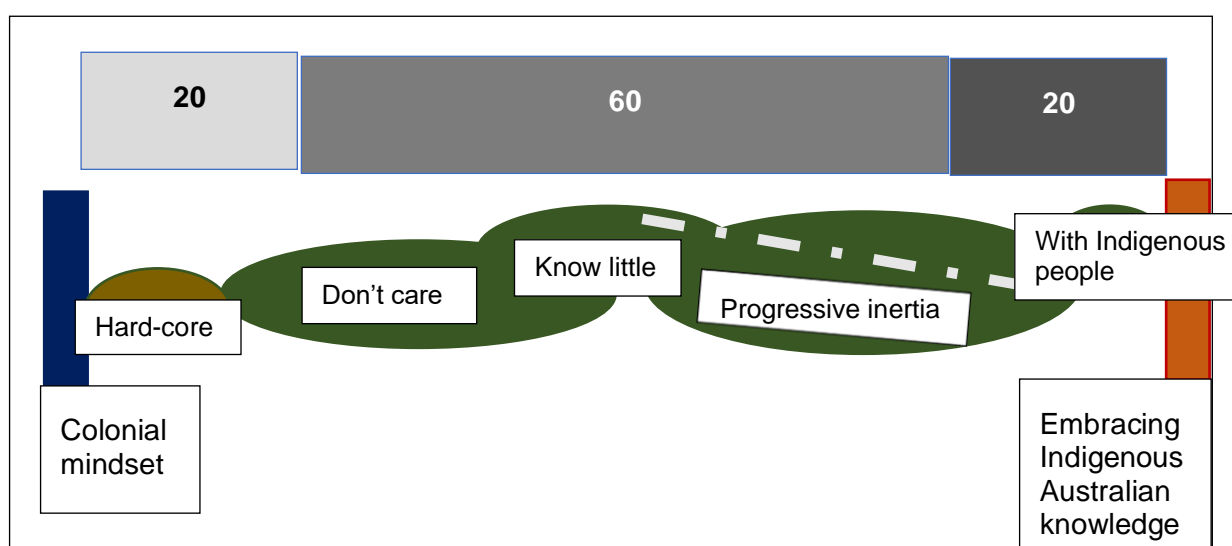 20
60
20
Hard-core
Don’t care
Know little
Progressive inertia
With Indigenous
people
Colonial
mindset
Embracing
Indigenous
Australian
knowledge